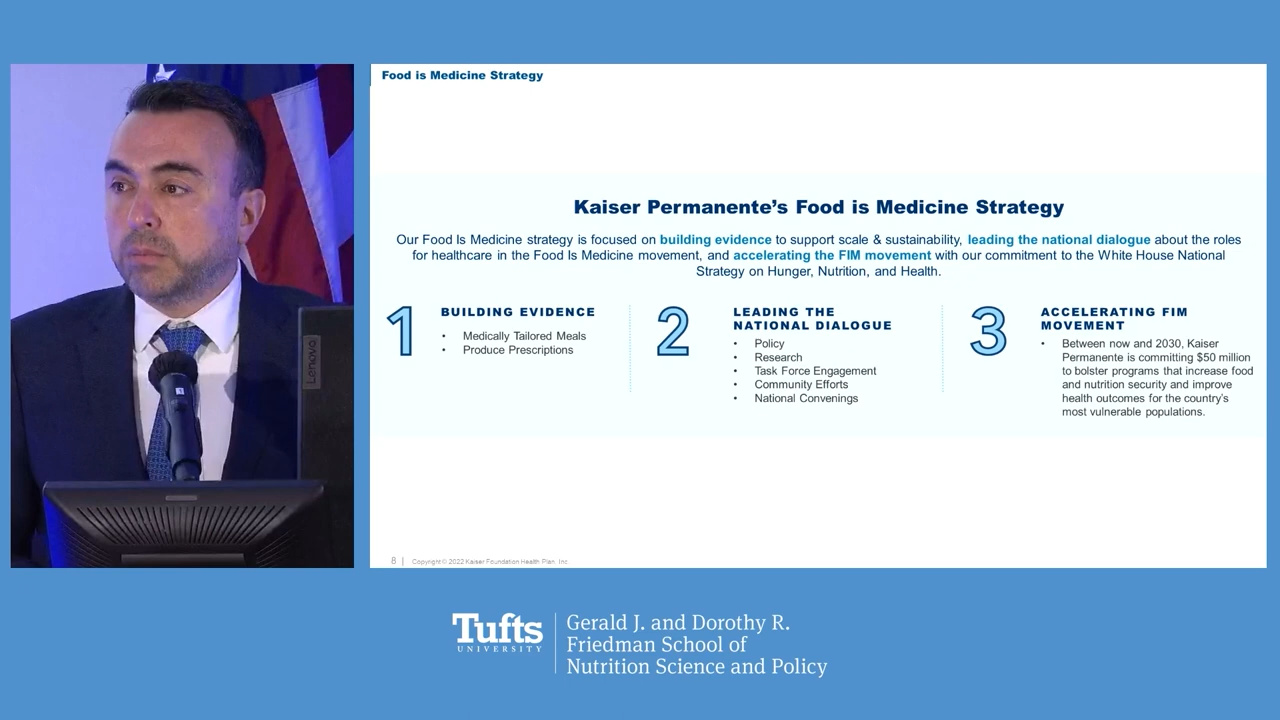 Food is Medicine Strategy
Kaiser Permanente's Food is Medicine Strategy
Our Food Is Medicine strategy is focused on building evidence to support scale & sustainability, leading the national dialogue about the roles
for healthcare in the Food Is Medicine movement, and accelerating the FIM movement with our commitment to the White House National
Strategy on Hunger, Nutrition, and Health.
1
BUILDING EVIDENCE
• Medically Tailored Meals
• Produce Prescriptions
2
LEADING THE
NATIONAL DIALOGUE
• Policy
• Research
• Task Force Engagement
• Community Efforts
• National Convenings
3
ACCELERATING FIM
MOVEMENT
• Between now and 2030, Kaiser
Permanente is committing $50 million
to bolster programs that increase food
and nutrition security and improve
health outcomes for the country's
most vulnerable populations.
8 | Copyright © 2022 Kaiser Foundation Health Plan, Inc.
Lenovo
Tufts
UNIVERSITY
Gerald J. and Dorothy R.
Friedman School of
Nutrition Science and Policy